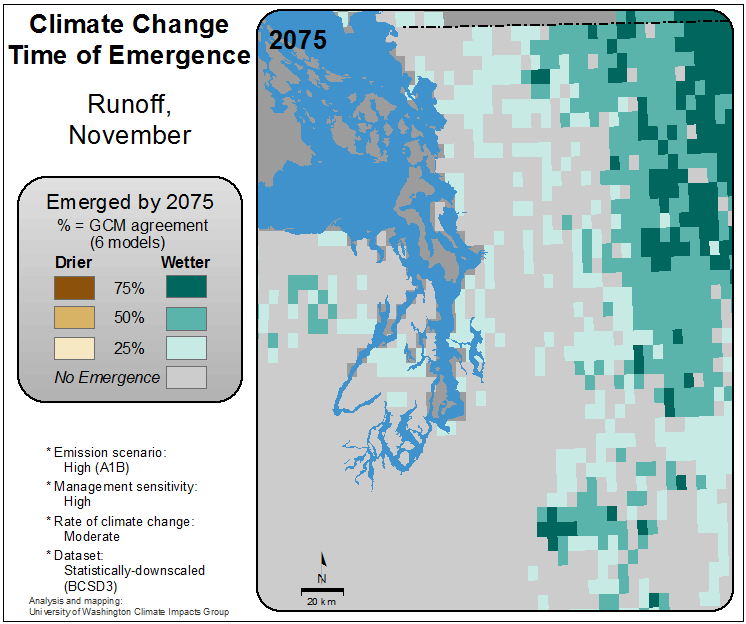 Climate Change
Time of Emergence
Runoff,
November
Emerged by 2075
% = GCM agreement
(6 models)
Drier Wetter
75%
50%
25%
No Emergence
* Emission scenario:
High (A1B)
* Management sensitivity:
High
* Rate of climate change:
Moderate
* Dataset:
Statistically-downscaled
(BCSD3)
Analysis and mapping:
University of Washington Climate Impacts Group
2075
N
20 km